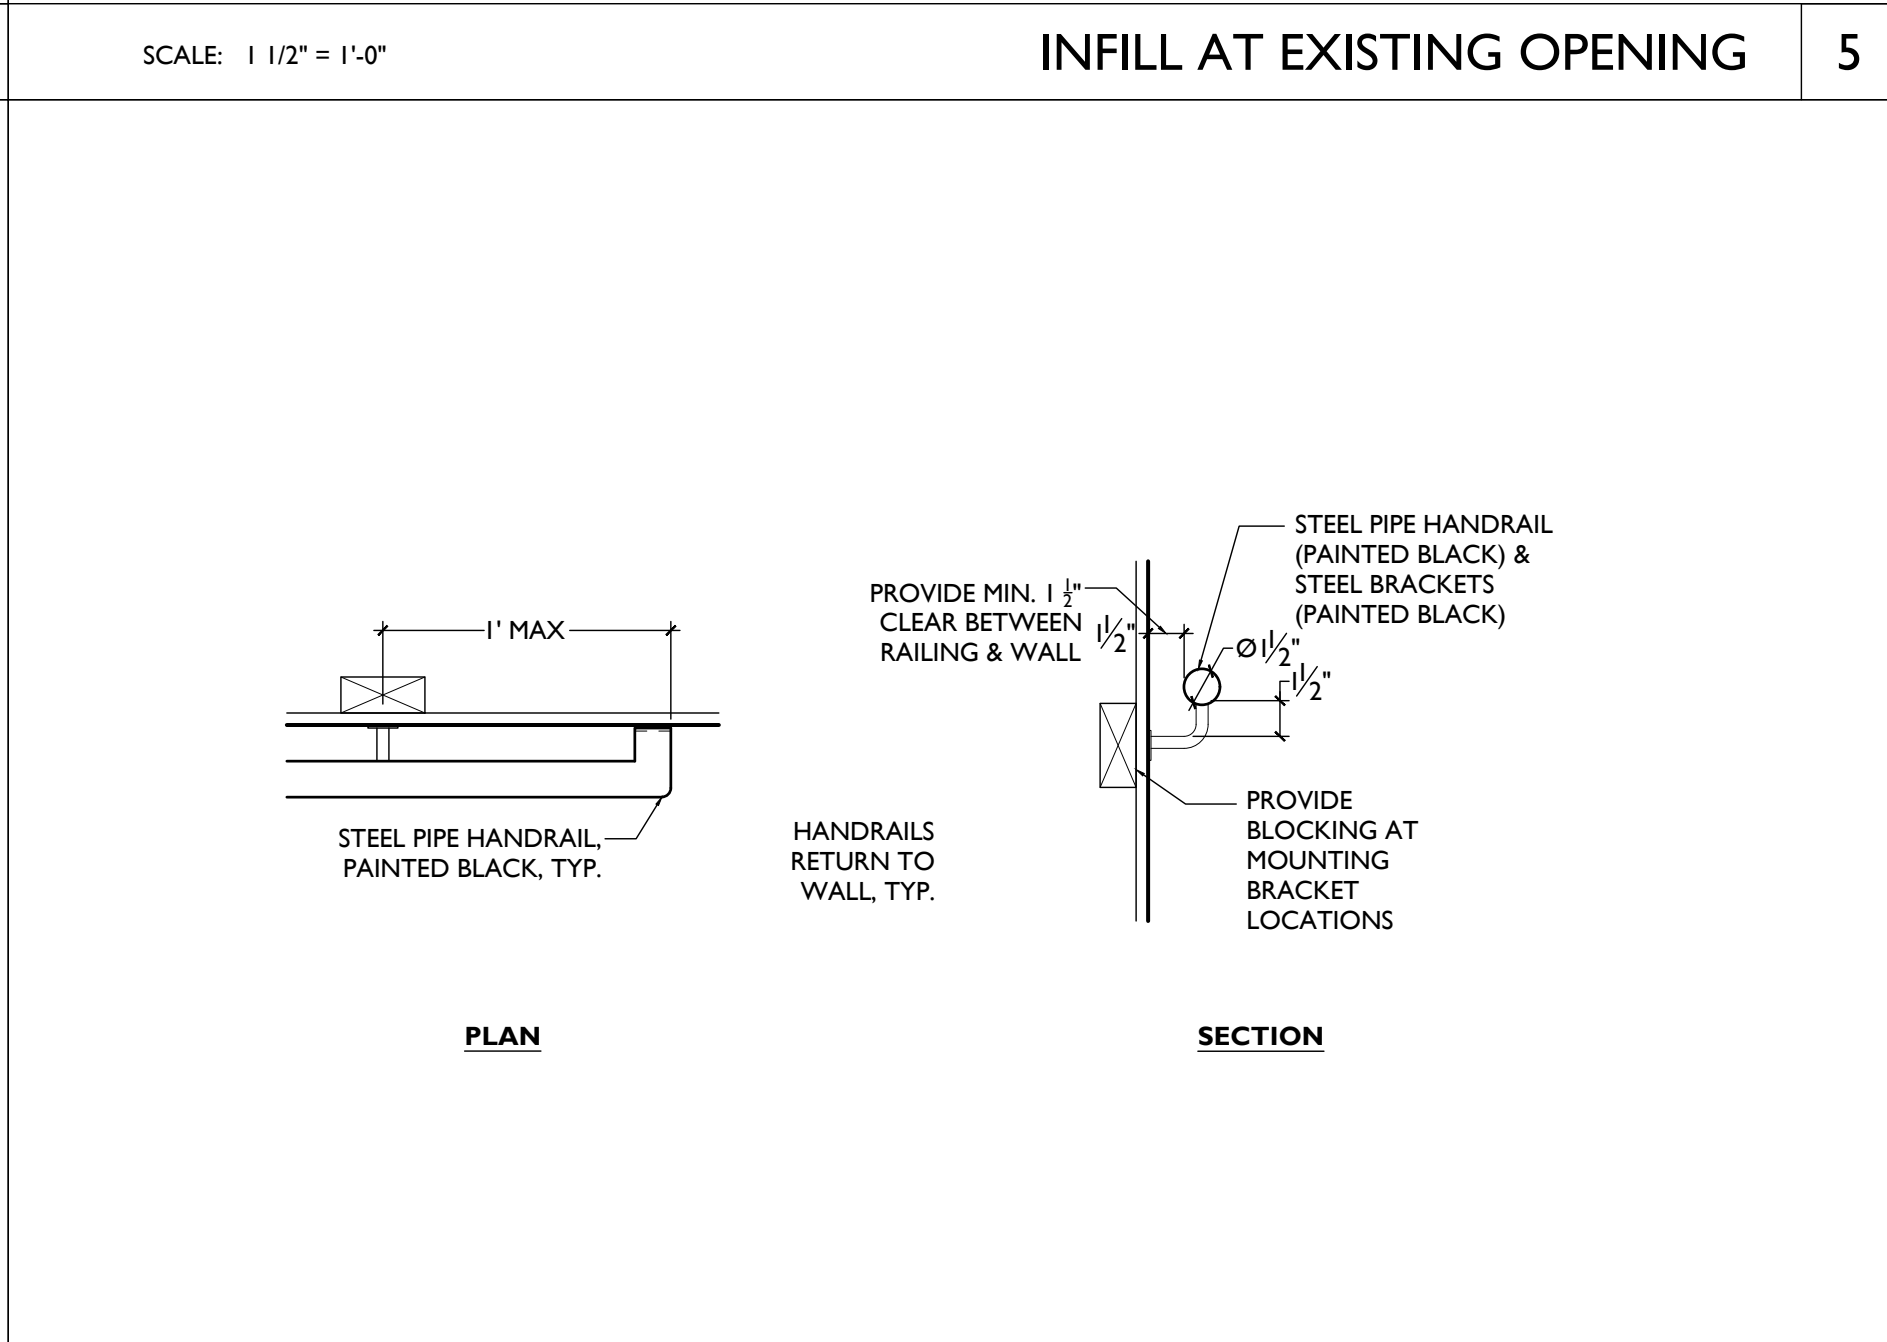 SCALE: 1 1/2" = 1'-0"
INFILL AT EXISTING OPENING
5
1' MAX
STEEL PIPE HANDRAIL,
PAINTED BLACK, TYP.
HANDRAILS
RETURN TO
WALL, TYP.
PLAN
PROVIDE MIN. 1 1/2"
CLEAR BETWEEN
RAILING & WALL
1 1/2"
STEEL PIPE HANDRAIL
(PAINTED BLACK) &
STEEL BRACKETS
(PAINTED BLACK)
Ø1 1/2"
1 1/2"
PROVIDE
BLOCKING AT
MOUNTING
BRACKET
LOCATIONS
SECTION